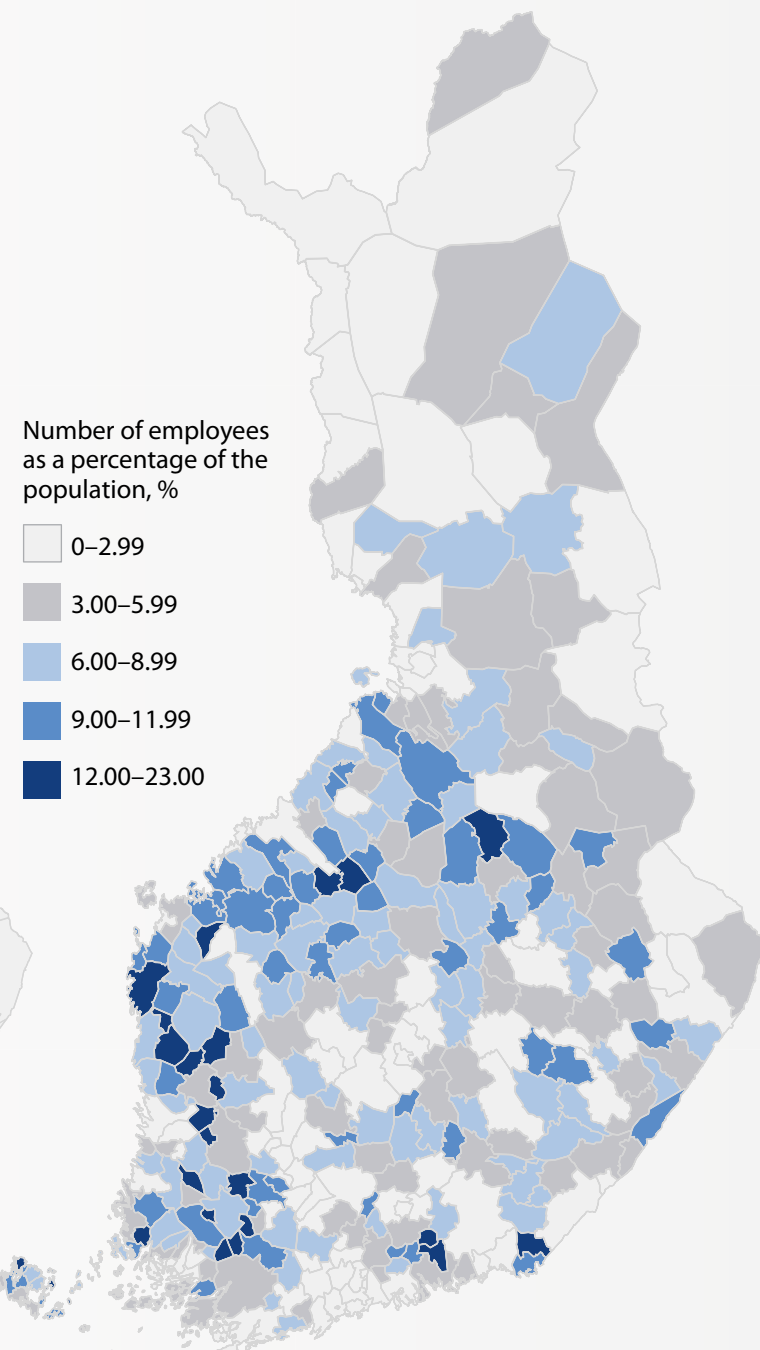 Number of employees
as a percentage of the
population, %
0–2.99
3.00–5.99
6.00–8.99
9.00–11.99
12.00–23.00